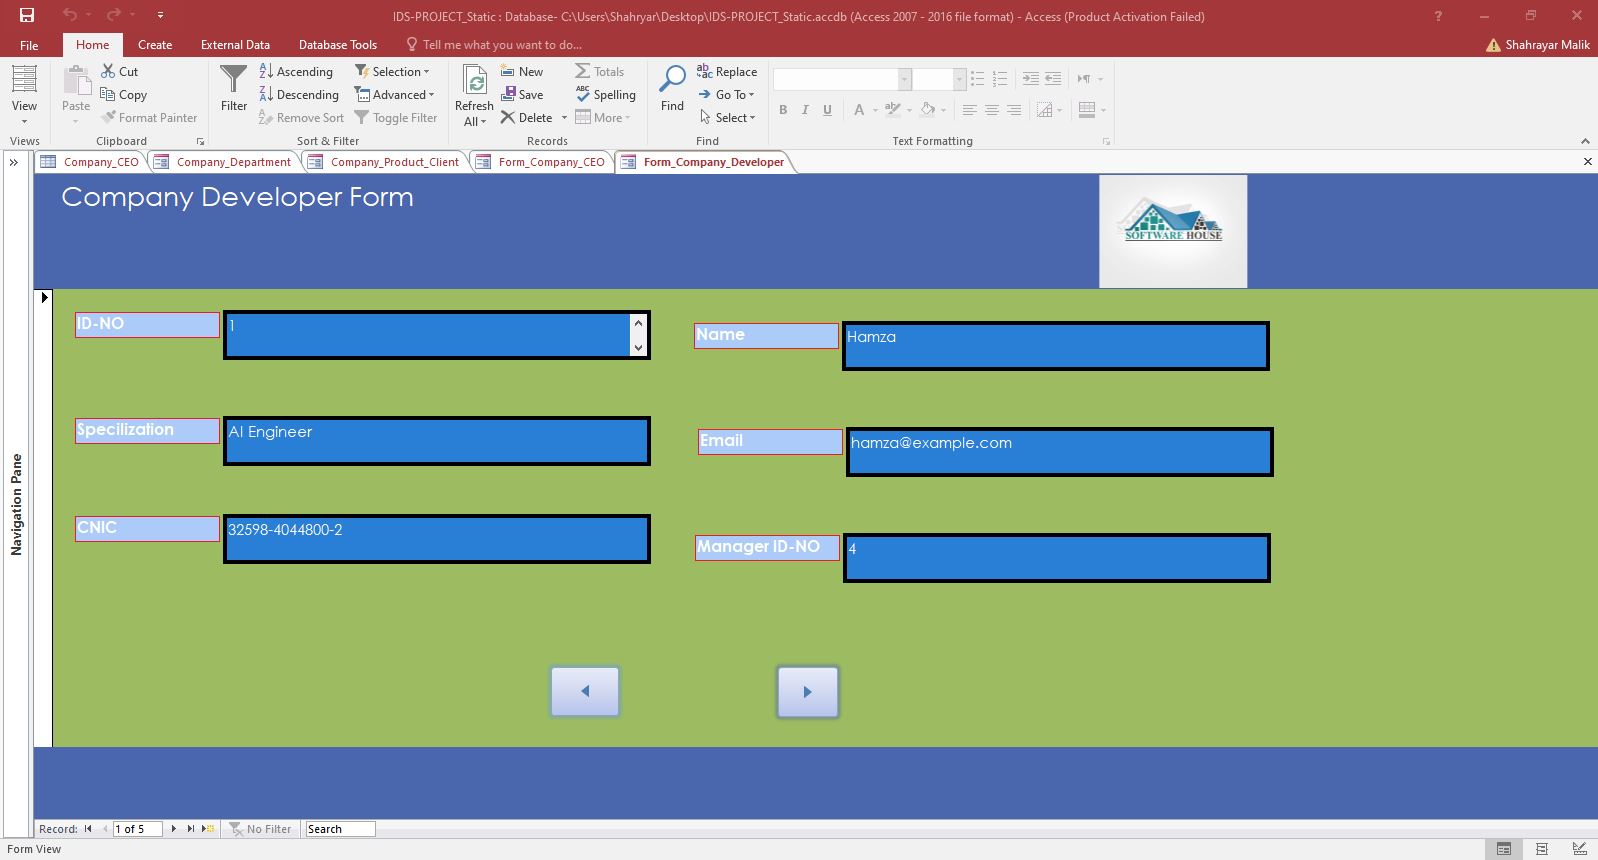 IDS-PROJECT_Static : Database- C:\Users\Shahryar\Desktop\IDS-PROJECT_Static.accdb (Access 2007 - 2016 file format) - Access (Product Activation Failed)
?
File Home Create External Data Database Tools Tell me what you want to do... Shahrayar Malik
View
Views
Paste
Cut
Copy
Format Painter
Clipboard
Filter
Ascending
Descending
Remove Sort
Selection
Advanced
Toggle Filter
Sort & Filter
Refresh
All
New
Save
Delete
Totals
Spelling
More
Records
Find
Replace
Go To
Select
Find
B I U A
Text Formatting
Company_CEO Company_Department Company_Product_Client Form_Company_CEO Form_Company_Developer
Navigation Pane
Company Developer Form
SOFTWARE HOUSE
ID-NO 1
Name Hamza
Specilization AI Engineer
Email hamza@example.com
CNIC 32598-4044800-2
Manager ID-NO 4
Record: 1 of 5 No Filter Search
Form View